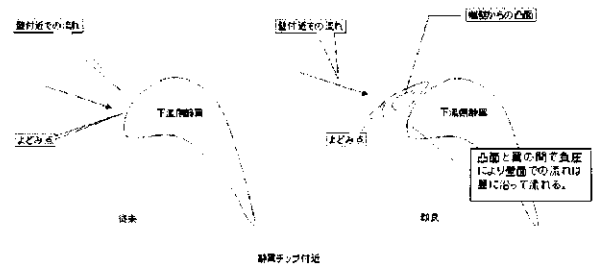 壁付近での流れ
よどみ点
下流側静翼
従来
壁付近での流れ
端壁からの凸面
よどみ点
下流側静翼
凸面と翼の間で負圧
により壁面での流れは
翼に沿って流れる。
改良
静翼チップ付近